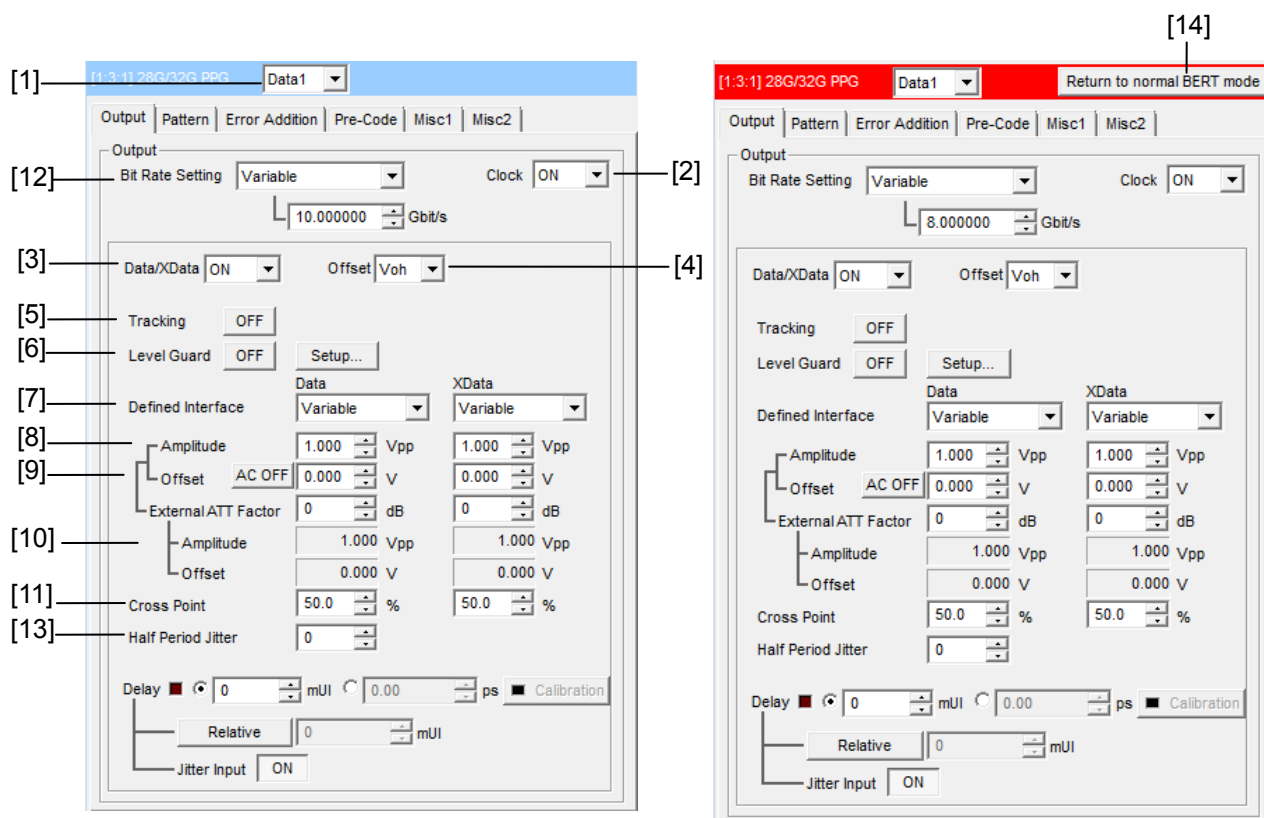 [14]
[1] [1:3:1] 28G/32G PPG Data1
Output Pattern Error Addition Pre-Code Misc1 Misc2
Output
[12] Bit Rate Setting Variable Clock ON [2]
10.000000 Gbit/s
[3] Data/XData ON Offset Voh [4]
[5] Tracking OFF
[6] Level Guard OFF Setup...
Data XData
[7] Defined Interface Variable Variable
[8] Amplitude 1.000 Vpp 1.000 Vpp
[9] Offset AC OFF 0.000 V 0.000 V
External ATT Factor 0 dB 0 dB
[10] Amplitude 1.000 Vpp 1.000 Vpp
Offset 0.000 V 0.000 V
[11] Cross Point 50.0 % 50.0 %
[13] Half Period Jitter 0
Delay 0 mUI 0.00 ps Calibration
Relative 0 mUI
Jitter Input ON
[1:3:1] 28G/32G PPG Data1 Return to normal BERT mode
Output Pattern Error Addition Pre-Code Misc1 Misc2
Output
Bit Rate Setting Variable Clock ON
8.000000 Gbit/s
Data/XData ON Offset Voh
Tracking OFF
Level Guard OFF Setup...
Data XData
Defined Interface Variable Variable
Amplitude 1.000 Vpp 1.000 Vpp
Offset AC OFF 0.000 V 0.000 V
External ATT Factor 0 dB 0 dB
Amplitude 1.000 Vpp 1.000 Vpp
Offset 0.000 V 0.000 V
Cross Point 50.0 % 50.0 %
Half Period Jitter 0
Delay 0 mUI 0.00 ps Calibration
Relative 0 mUI
Jitter Input ON